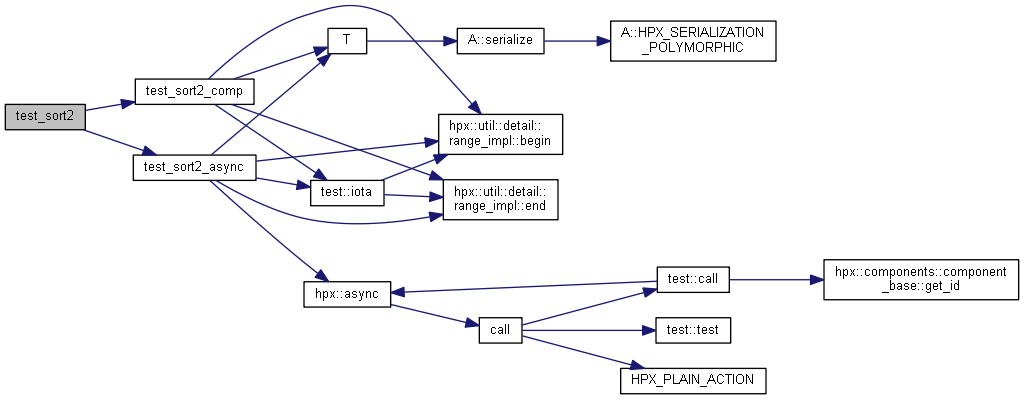 test_sort2
test_sort2_comp
test_sort2_async
T
A::serialize
A::HPX_SERIALIZATION
_POLYMORPHIC
hpx::util::detail::
range_impl::begin
test::iota
hpx::util::detail::
range_impl::end
hpx::async
call
test::call
test::test
HPX_PLAIN_ACTION
hpx::components::component
_base::get_id